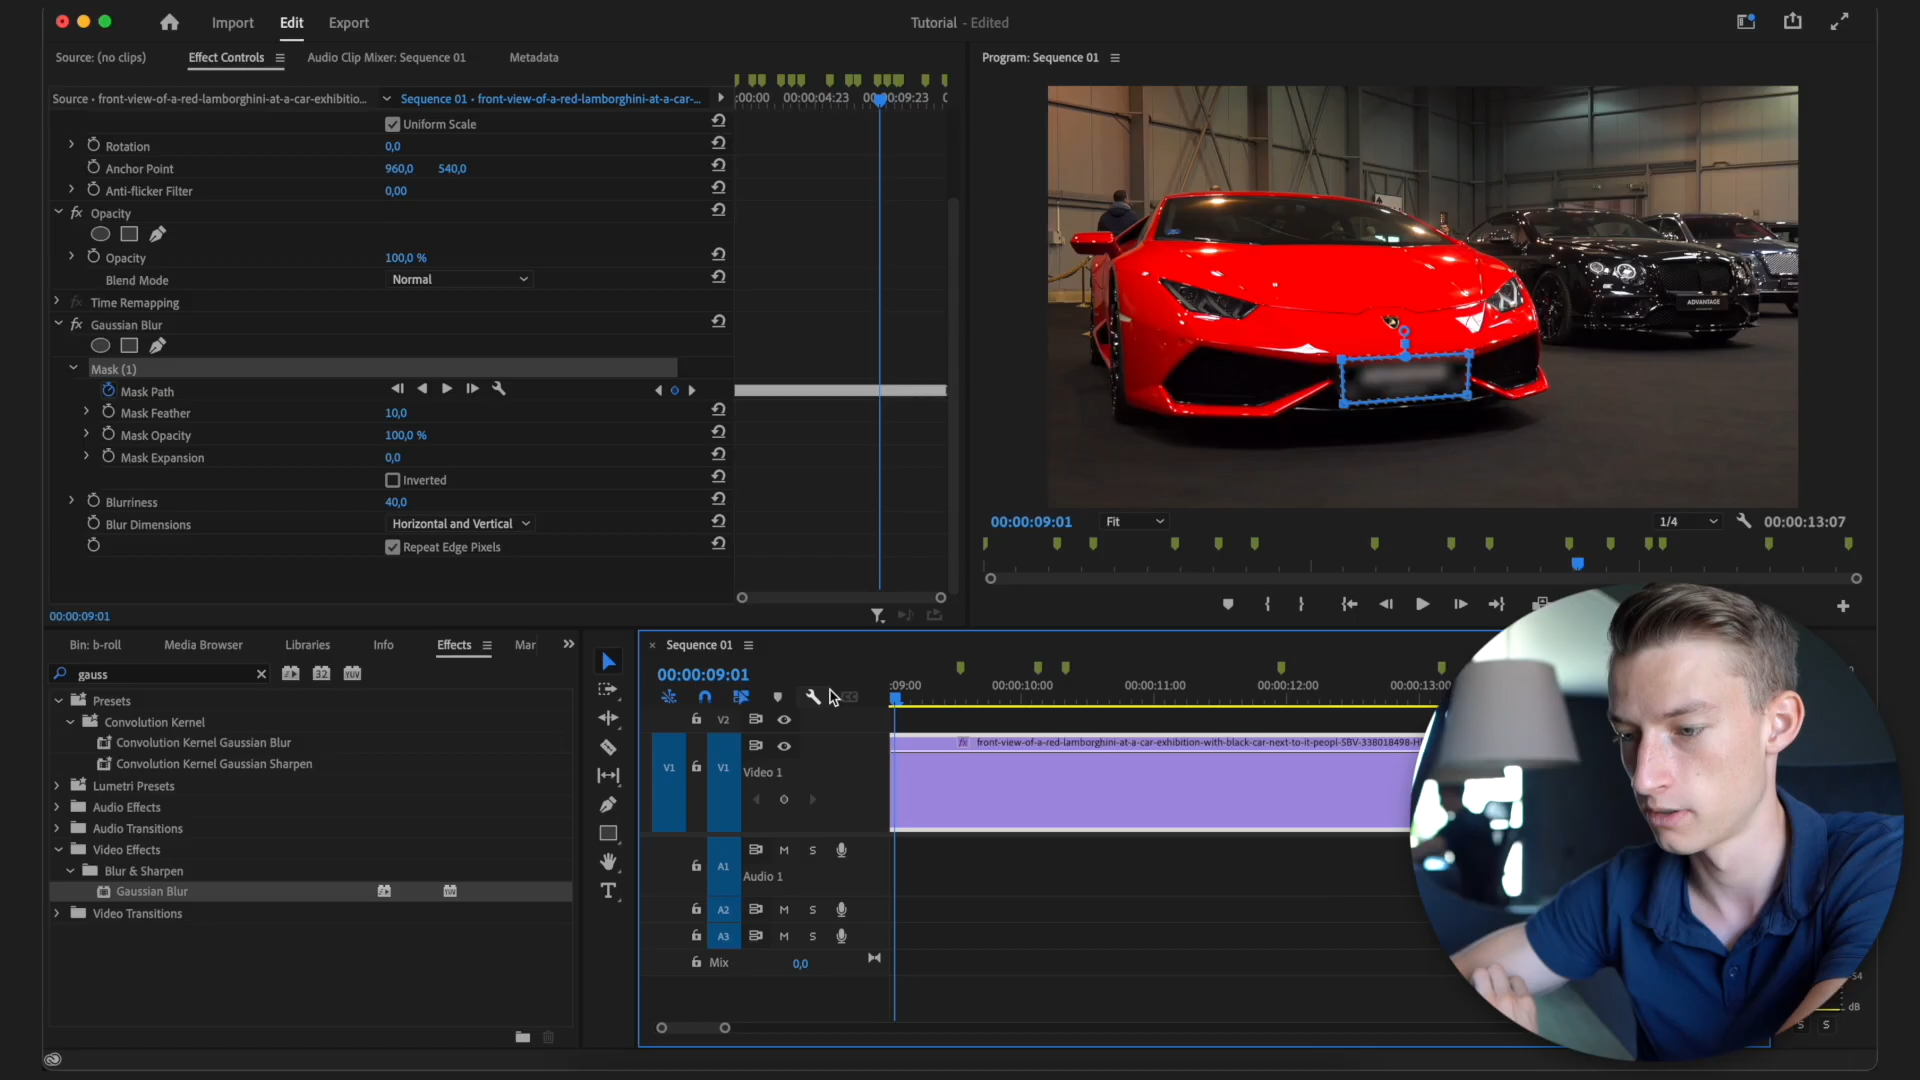 Import
Edit
Export
Tutorial - Edited
Source: (no clips)
Effect Controls
Audio Clip Mixer: Sequence 01
Metadata
Program: Sequence 01
Source • front-view-of-a-red-lamborghini-at-a-car-exhibitio...
Sequence 01 • front-view-of-a-red-lamborghini-at-a-car-...
;00:00
00:00:04:23
00:00:09:23
Uniform Scale
Rotation
0,0
Anchor Point
960,0
540,0
Anti-flicker Filter
0,00
fx Opacity
Opacity
100,0 %
Blend Mode
Normal
fx Time Remapping
fx Gaussian Blur
Mask (1)
Mask Path
Mask Feather
10,0
Mask Opacity
100,0 %
Mask Expansion
0,0
Inverted
Blurriness
40,0
Blur Dimensions
Horizontal and Vertical
Repeat Edge Pixels
00:00:09:01
ADVANTAGE
00:00:09:01
Fit
1/4
00:00:13:07
Bin: b-roll
Media Browser
Libraries
Info
Effects
Mar
gauss
32
YUV
Presets
Convolution Kernel
Convolution Kernel Gaussian Blur
Convolution Kernel Gaussian Sharpen
Lumetri Presets
Audio Effects
Audio Transitions
Video Effects
Blur & Sharpen
Gaussian Blur
Video Transitions
T
Sequence 01
00:00:09:01
:09:00
00:00:10:00
00:00:11:00
00:00:12:00
00:00:13:00
V2
V1
V1
Video 1
fx front-view-of-a-red-lamborghini-at-a-car-exhibition-with-black-car-next-to-it-peopl-SBV-338018498-H
A1
M
S
Audio 1
A2
M
S
A3
M
S
Mix
0,0
54
dB
S
S